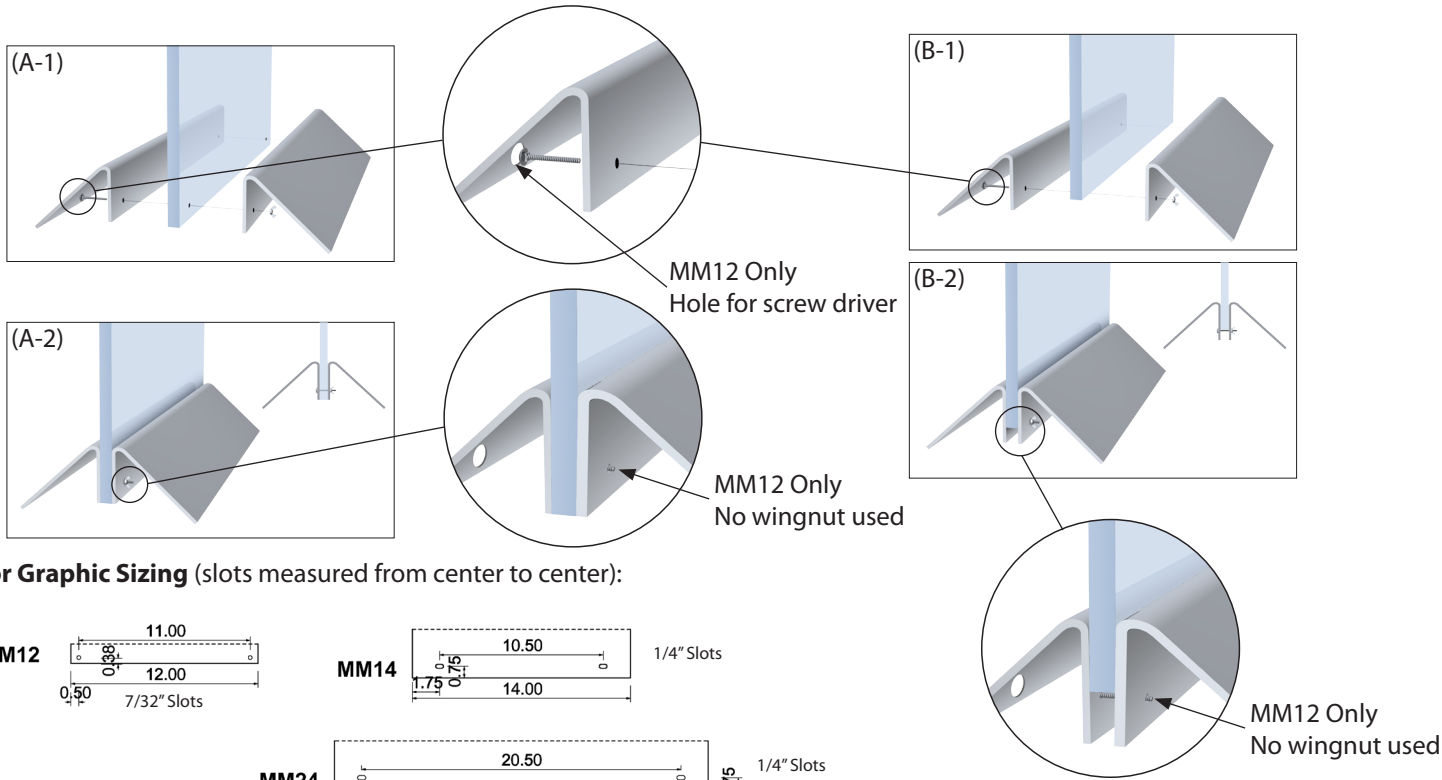 (A-1)
(B-1)
MM12 Only
Hole for screw driver
(A-2)
(B-2)
MM12 Only
No wingnut used
Graphic Sizing (slots measured from center to center):
11.00
0.38
12.00
0.50
7/32" Slots
MM14
10.50
0.75
1.75
14.00
1/4" Slots
20.50
1/4" Slots
MM12 Only
No wingnut used